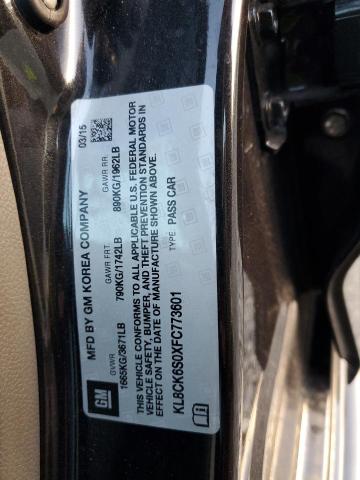 GM
MFD BY GM KOREA COMPANY 03/15
GVWR GAWR FRT. GAWR RR.
1665KG/3671LB 790KG/1742LB 890KG/1962LB
THIS VEHICLE CONFORMS TO ALL APPLICABLE U.S. FEDERAL MOTOR
VEHICLE SAFETY, BUMPER, AND THEFT PREVENTION STANDARDS IN
EFFECT ON THE DATE OF MANUFACTURE SHOWN ABOVE.
TYPE: PASS CAR
KL8CK6S0XFC773601